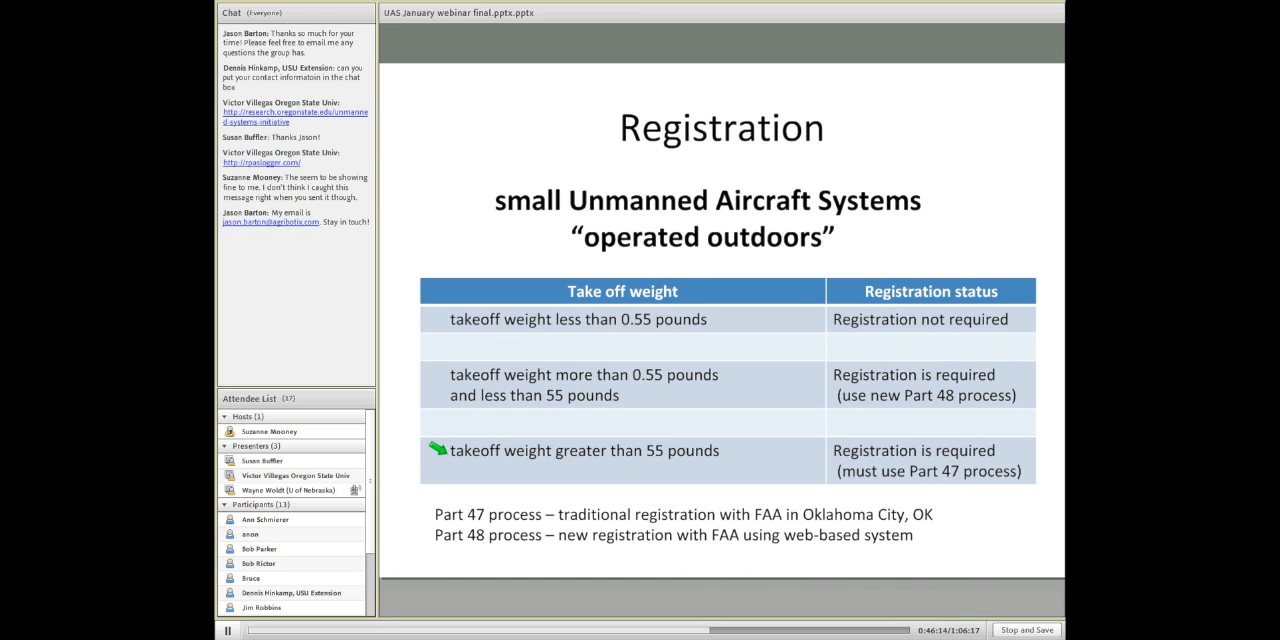 Chat (Everyone)
Jason Barton: Thanks so much for your
time! Please feel free to email me any
questions the group has.
Dennis Hinkamp, USU Extension: can you
put your contact informatoin in the chat
box
Victor Villegas Oregon State Univ:
http://research.oregonstate.edu/unmanne
d-systems-initiative
Susan Buffler: Thanks Jason!
Victor Villegas Oregon State Univ:
http://rpaslogger.com/
Suzanne Mooney: The seem to be showing
fine to me. I don't think I caught this
message right when you sent it though.
Jason Barton: My email is
jason.barton@agribotix.com. Stay in touch!
Attendee List (17)
Hosts (1)
Suzanne Mooney
Presenters (3)
Susan Buffler
Victor Villegas Oregon State Univ
Wayne Woldt (U of Nebraska)
Participants (13)
Ann Schmierer
anon
Bob Parker
Bob Rictor
Bruce
Dennis Hinkamp, USU Extension
Jim Robbins
UAS January webinar final.pptx.pptx
Registration
small Unmanned Aircraft Systems
“operated outdoors”
Take off weight Registration status
takeoff weight less than 0.55 pounds Registration not required
takeoff weight more than 0.55 pounds Registration is required
and less than 55 pounds (use new Part 48 process)
takeoff weight greater than 55 pounds Registration is required
(must use Part 47 process)
Part 47 process – traditional registration with FAA in Oklahoma City, OK
Part 48 process – new registration with FAA using web-based system
0:46:14/1:06:17 Stop and Save